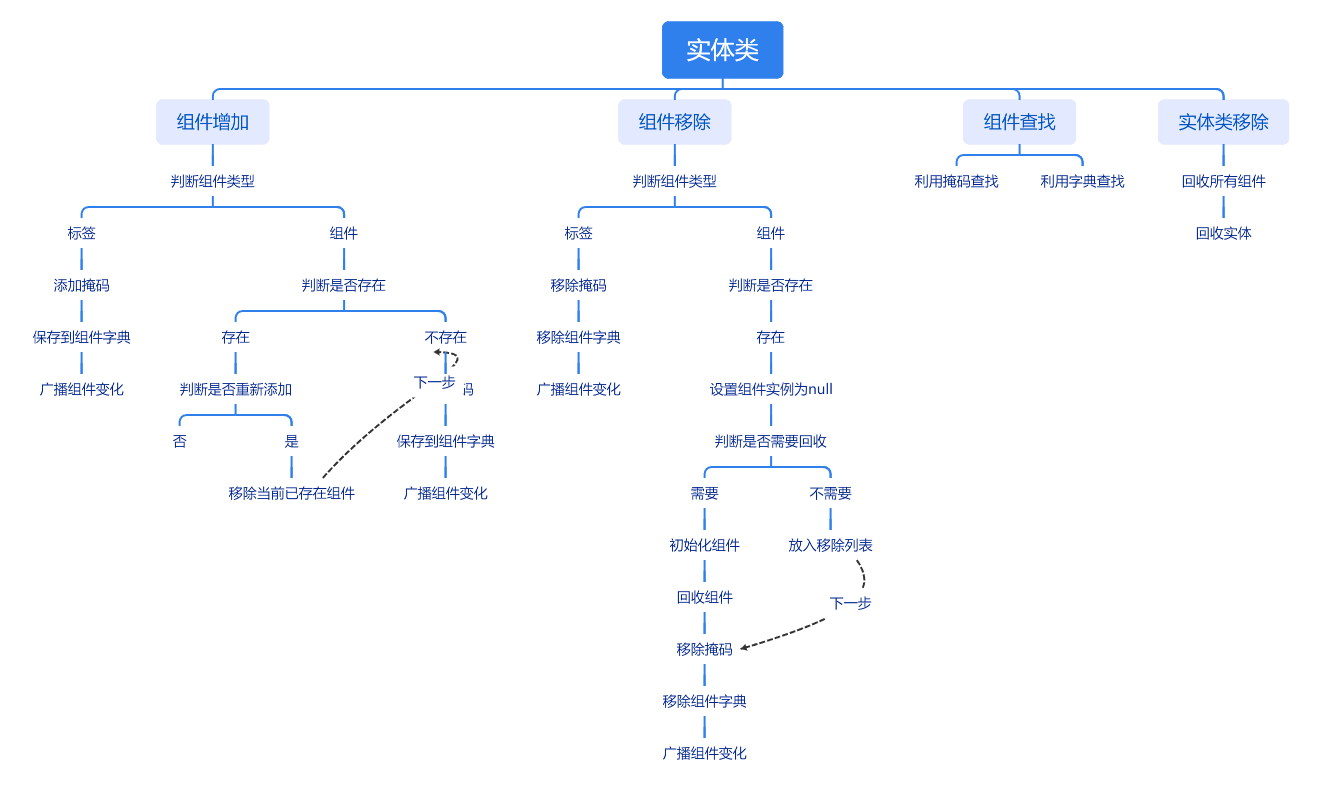 实体类
组件增加
组件移除
组件查找
实体类移除
判断组件类型
判断组件类型
利用掩码查找
利用字典查找
回收所有组件
标签
组件
标签
组件
回收实体
添加掩码
判断是否存在
移除掩码
判断是否存在
保存到组件字典
存在
不存在
移除组件字典
存在
广播组件变化
判断是否重新添加
下一步
码
广播组件变化
设置组件实例为null
否
是
保存到组件字典
判断是否需要回收
移除当前已存在组件
广播组件变化
需要
不需要
初始化组件
放入移除列表
回收组件
下一步
移除掩码
移除组件字典
广播组件变化